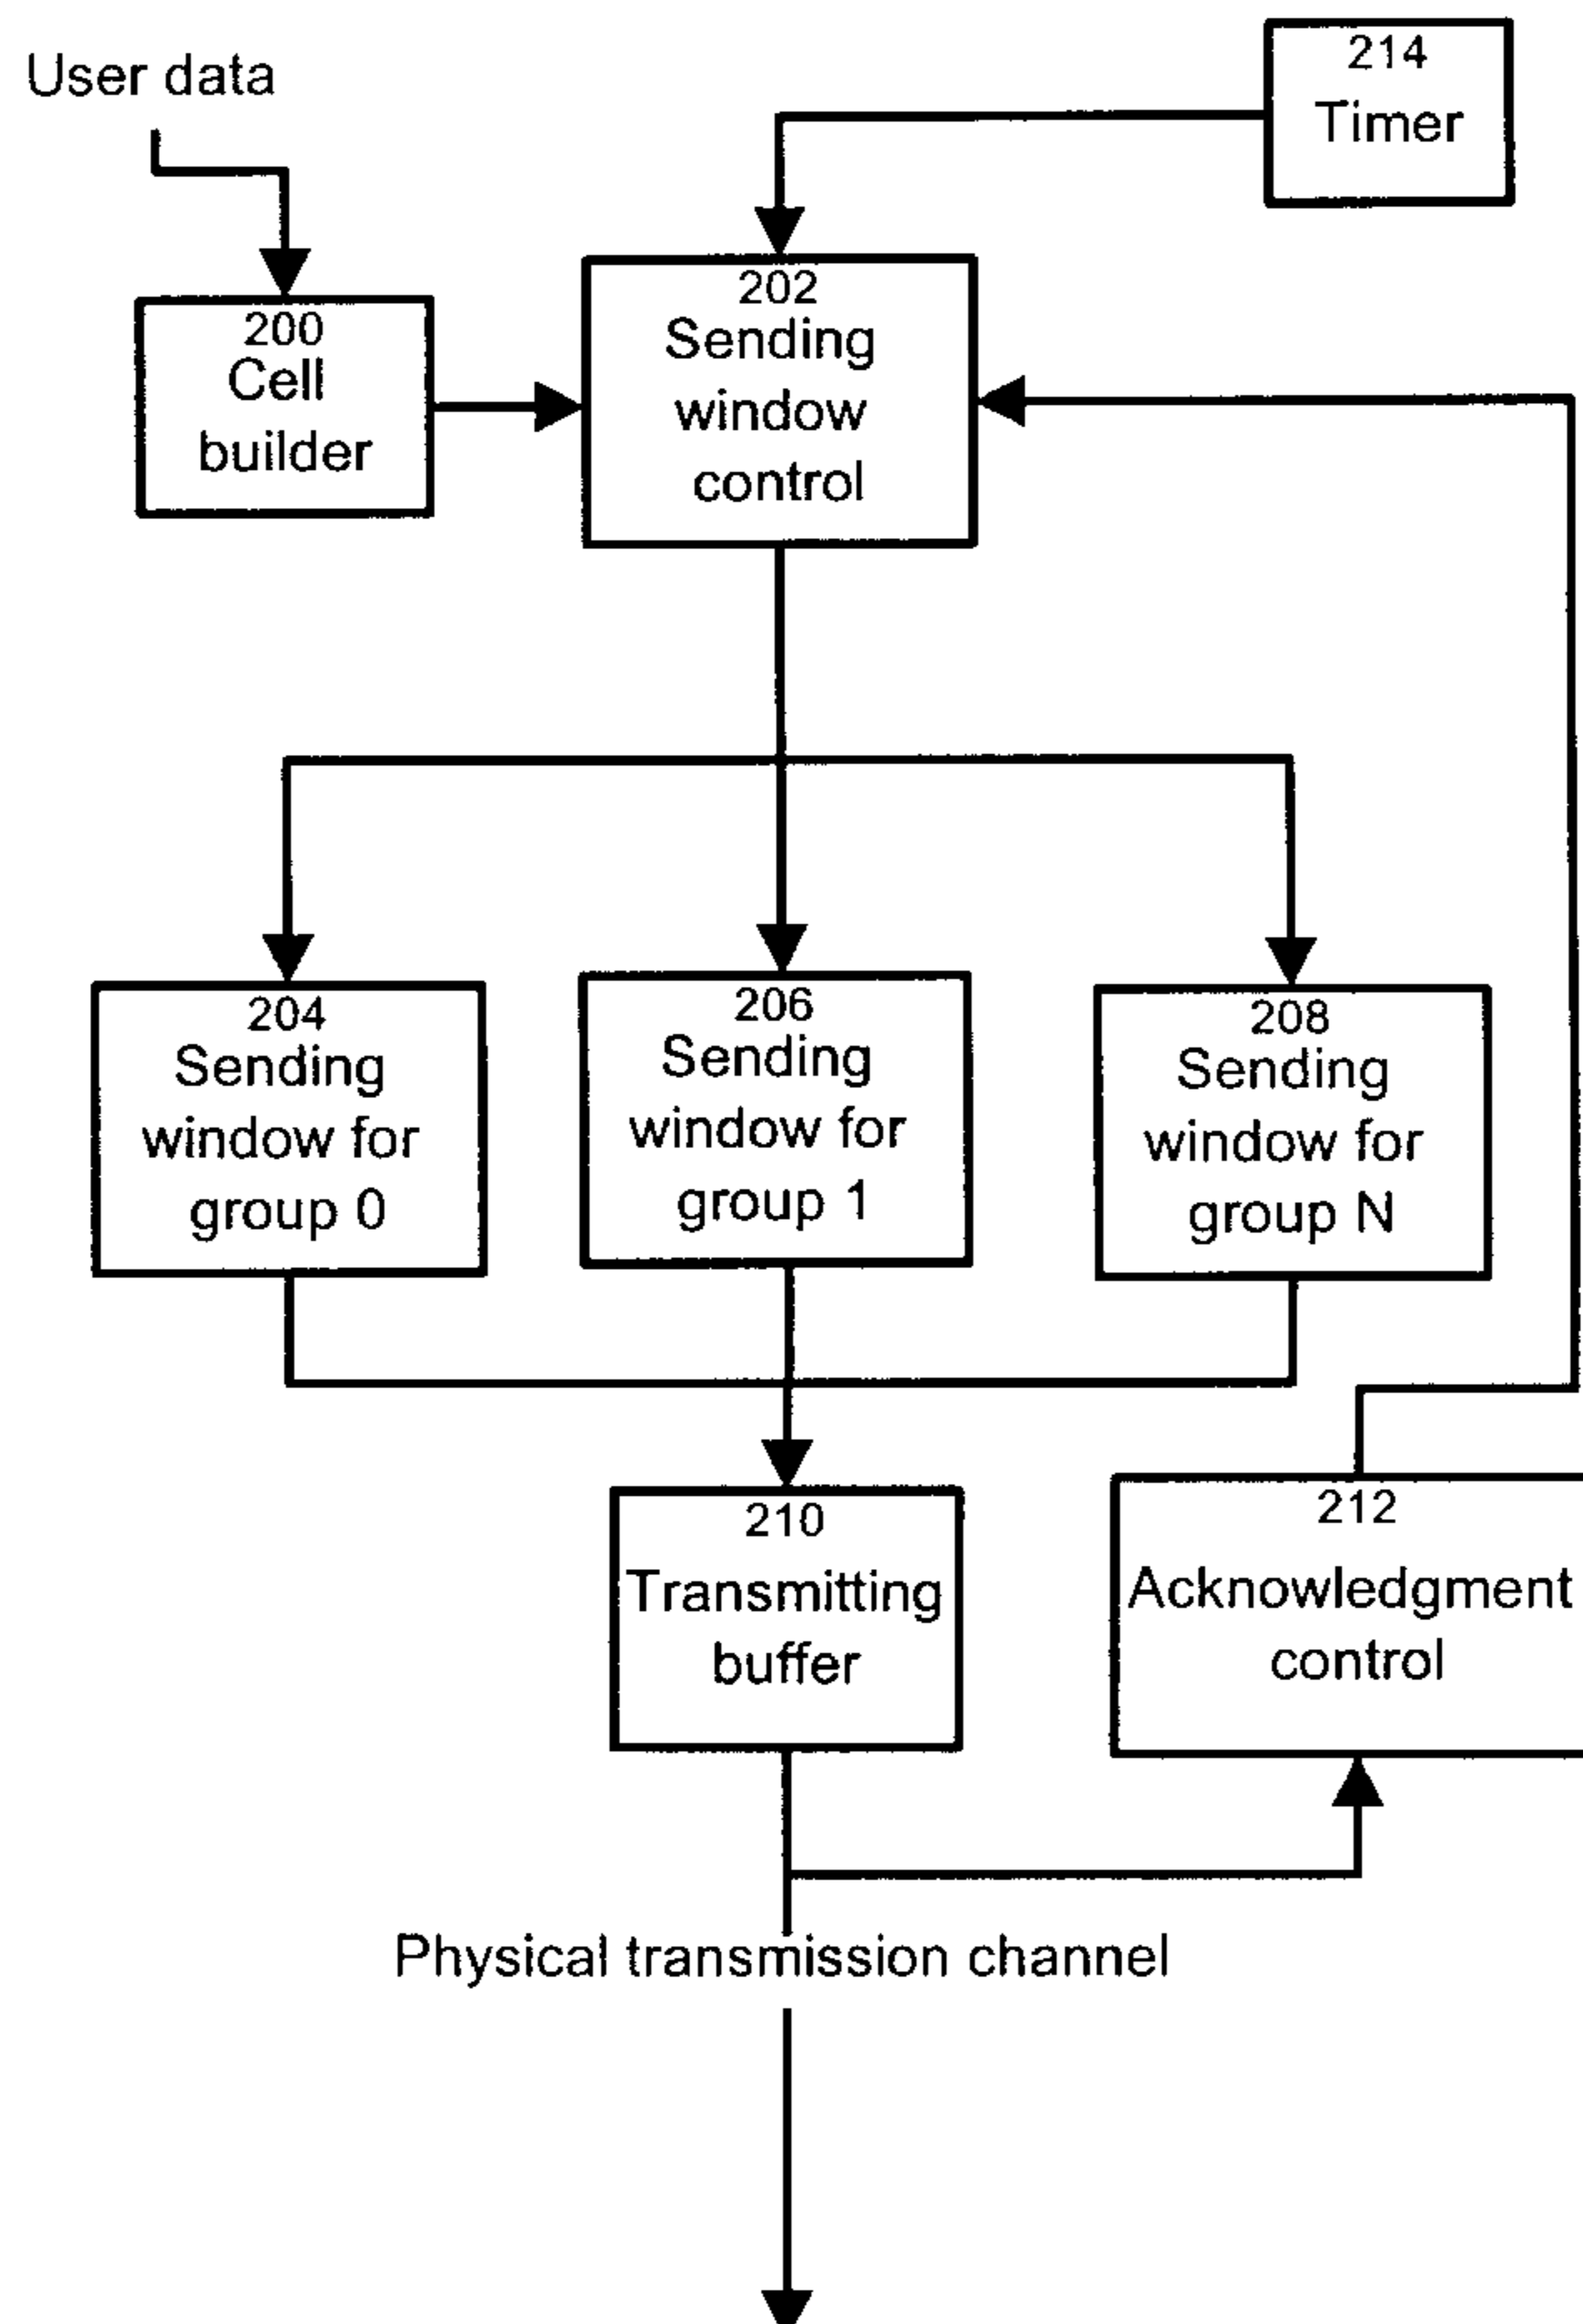 User data
214
Timer
200
Cell
builder
202
Sending
window
control
204
Sending
window for
group 0
206
Sending
window for
group 1
208
Sending
window for
group N
210
Transmitting
buffer
212
Acknowledgment
control
Physical transmission channel